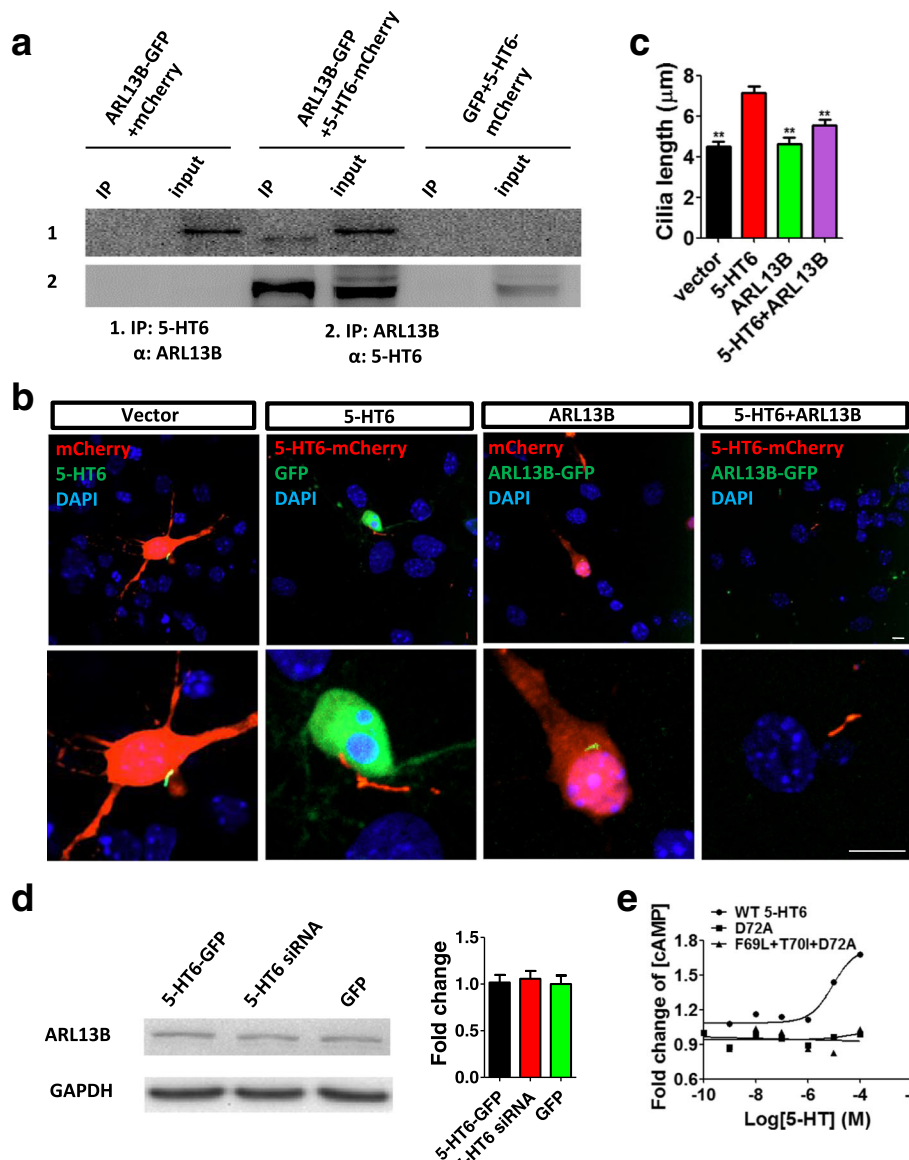 a
ARL13B-GFP
+mCherry
ARL13B-GFP
+5-HT6-mCherry
GFP+5-HT6-
mCherry
IP
input
IP
input
IP
input
1
2
1. IP: 5-HT6
α: ARL13B
2. IP: ARL13B
α: 5-HT6
c
Cilia length (μm)
8
6
4
2
0
**
**
**
vector
5-HT6
ARL13B
5-HT6+ARL13B
b
Vector
5-HT6
ARL13B
5-HT6+ARL13B
mCherry
5-HT6
DAPI
5-HT6-mCherry
GFP
DAPI
mCherry
ARL13B-GFP
DAPI
5-HT6-mCherry
ARL13B-GFP
DAPI
d
5-HT6-GFP
5-HT6 siRNA
GFP
ARL13B
GAPDH
Fold change
1.5
1.0
0.5
0.0
5-HT6-GFP
-HT6 siRNA
GFP
e
WT 5-HT6
D72A
F69L+T70I+D72A
Fold change of [cAMP]
1.8
1.5
1.2
0.9
0.6
-10
-8
-6
-4
Log[5-HT] (M)